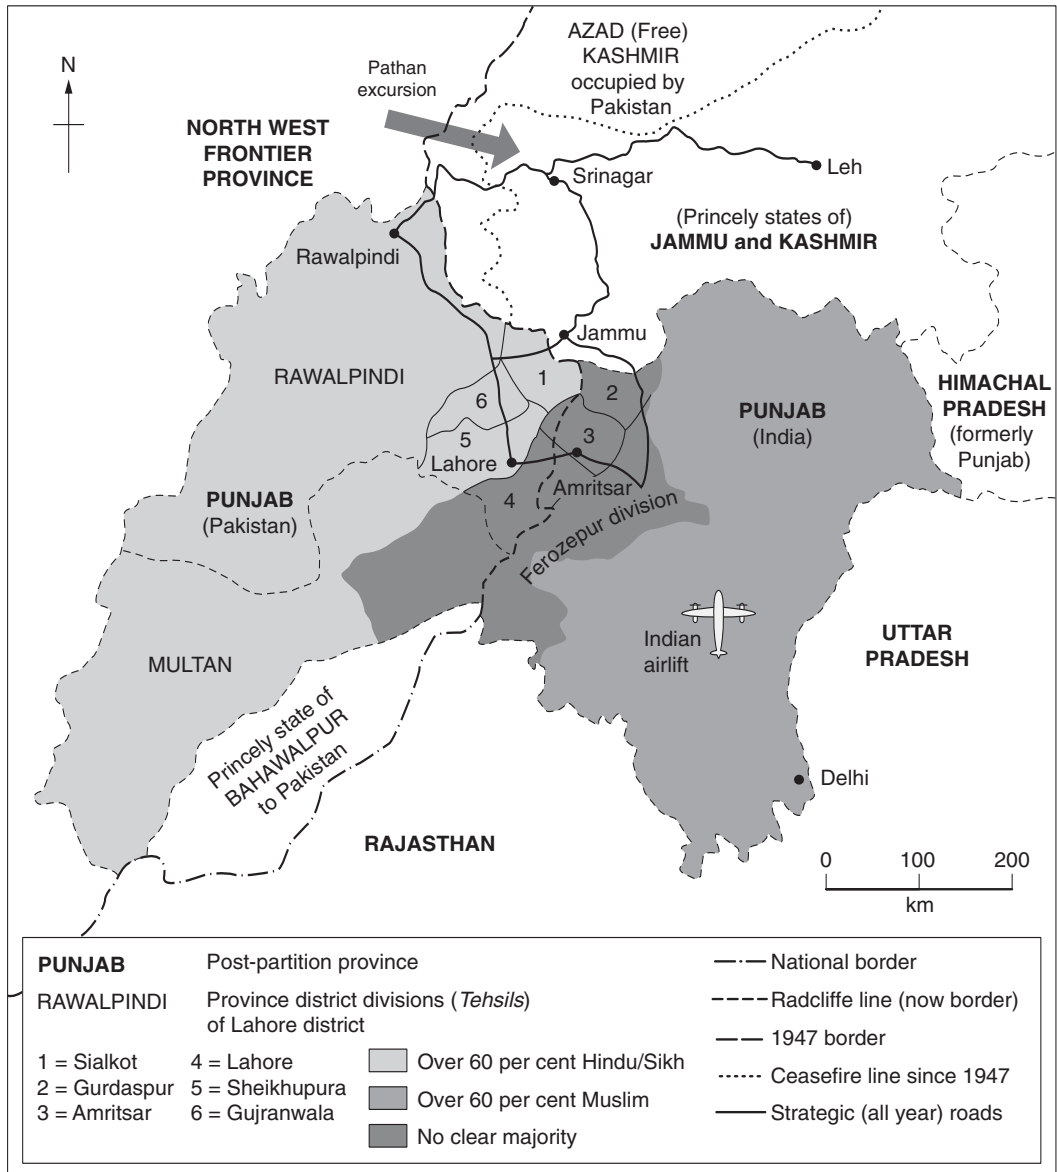 AZAD (Free)
KASHMIR
occupied by
Pakistan
Pathan
excursion
N
NORTH WEST
FRONTIER
PROVINCE
Srinagar
Leh
(Princely states of)
JAMMU and KASHMIR
Rawalpindi
Jammu
RAWALPINDI
1
2
6
3
5
Lahore
4
Amritsar
Ferozepur division
PUNJAB
(India)
HIMACHAL
PRADESH
(formerly
Punjab)
PUNJAB
(Pakistan)
MULTAN
Indian
airlift
UTTAR
PRADESH
Princely state of
BAHAWALPUR
to Pakistan
Delhi
RAJASTHAN
0 100 200
km
PUNJAB Post-partition province
RAWALPINDI Province district divisions (Tehsils)
of Lahore district
1 = Sialkot 4 = Lahore
2 = Gurdaspur 5 = Sheikhupura
3 = Amritsar 6 = Gujranwala
Over 60 per cent Hindu/Sikh
Over 60 per cent Muslim
No clear majority
National border
Radcliffe line (now border)
1947 border
Ceasefire line since 1947
Strategic (all year) roads